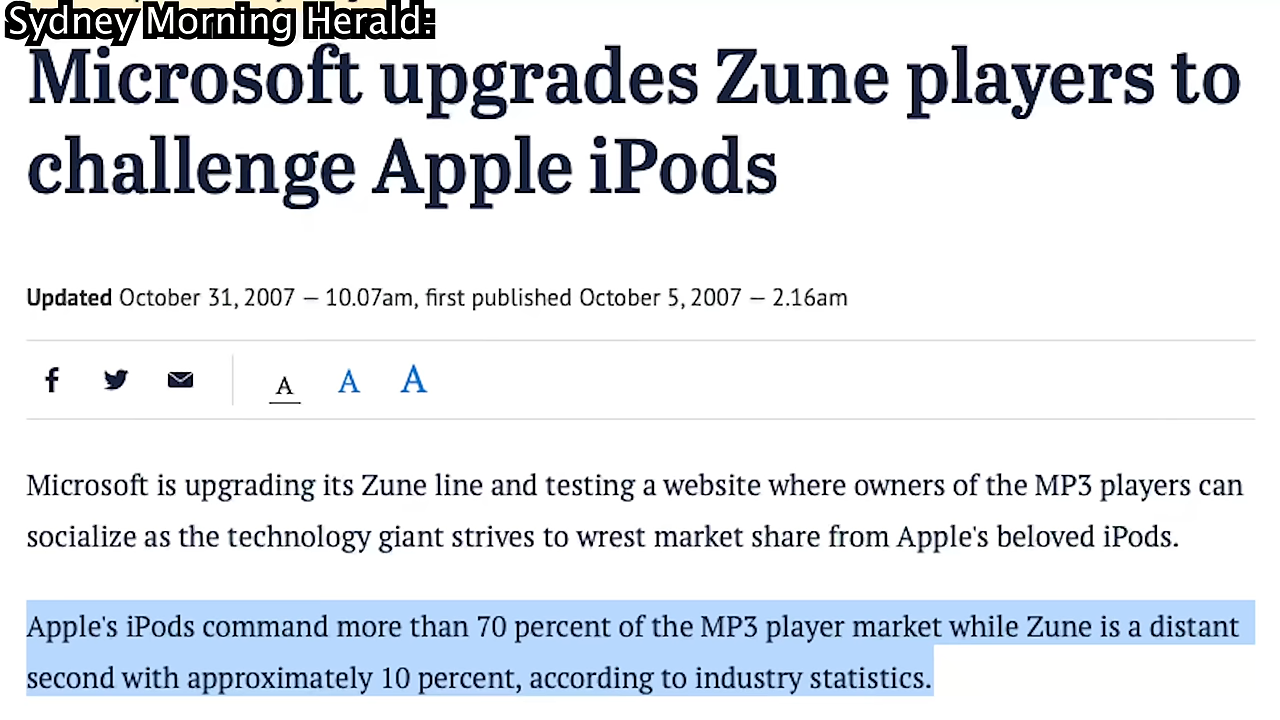 Sydney Morning Herald:
Microsoft upgrades Zune players to
challenge Apple iPods
Updated October 31, 2007 — 10.07am, first published October 5, 2007 — 2.16am
A A A
Microsoft is upgrading its Zune line and testing a website where owners of the MP3 players can
socialize as the technology giant strives to wrest market share from Apple's beloved iPods.
Apple's iPods command more than 70 percent of the MP3 player market while Zune is a distant
second with approximately 10 percent, according to industry statistics.